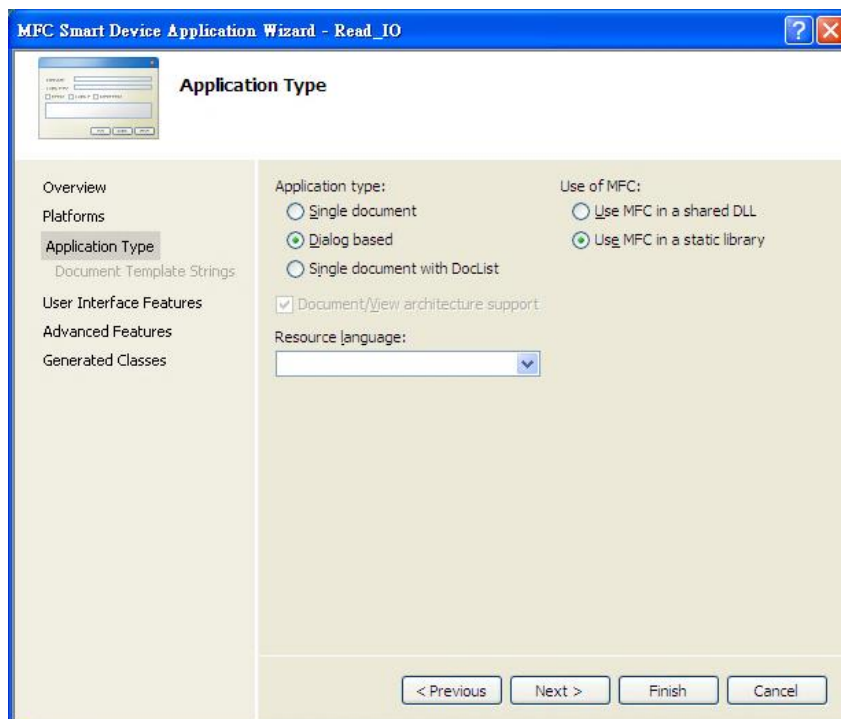 MFC Smart Device Application Wizard - Read_IO
Application Type
Overview
Platforms
Application Type
Document Template Strings
User Interface Features
Advanced Features
Generated Classes
Application type:
Single document
Dialog based
Single document with DocList
Document/View architecture support
Resource language:
Use of MFC:
Use MFC in a shared DLL
Use MFC in a static library
< Previous
Next >
Finish
Cancel